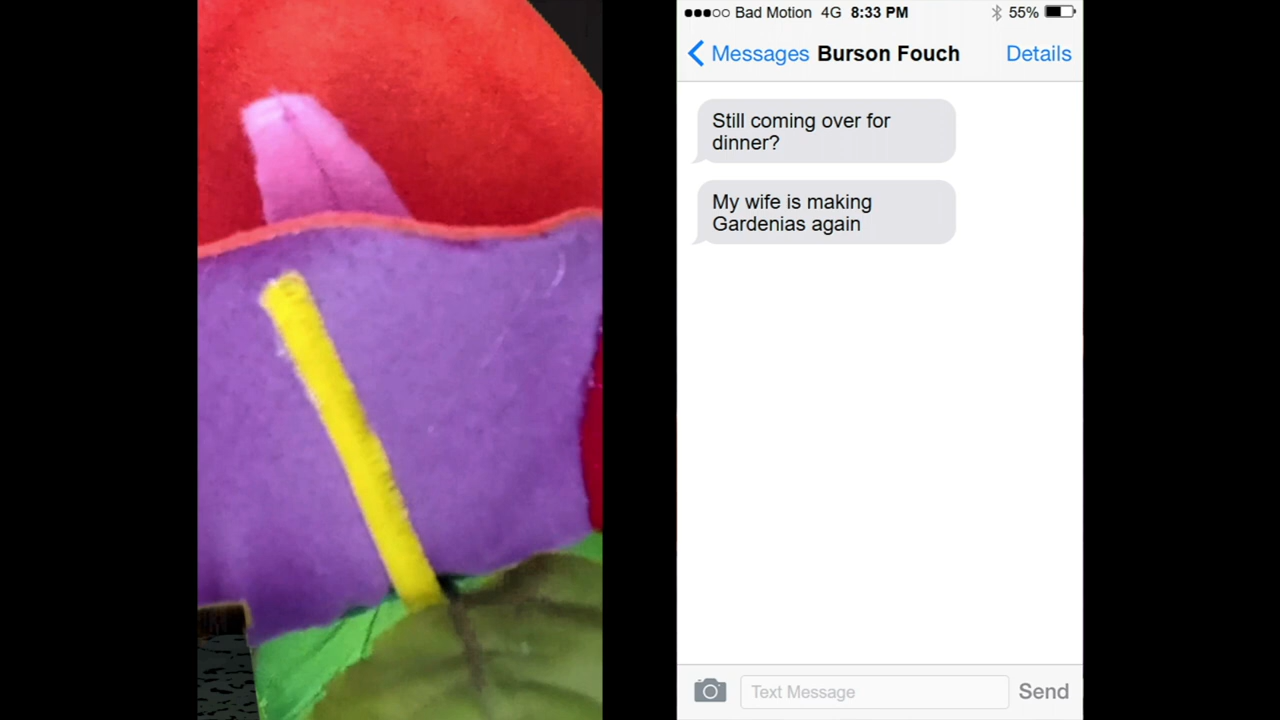 Bad Motion 4G 8:33 PM 55%
Messages Burson Fouch Details
Still coming over for
dinner?
My wife is making
Gardenias again
Text Message
Send